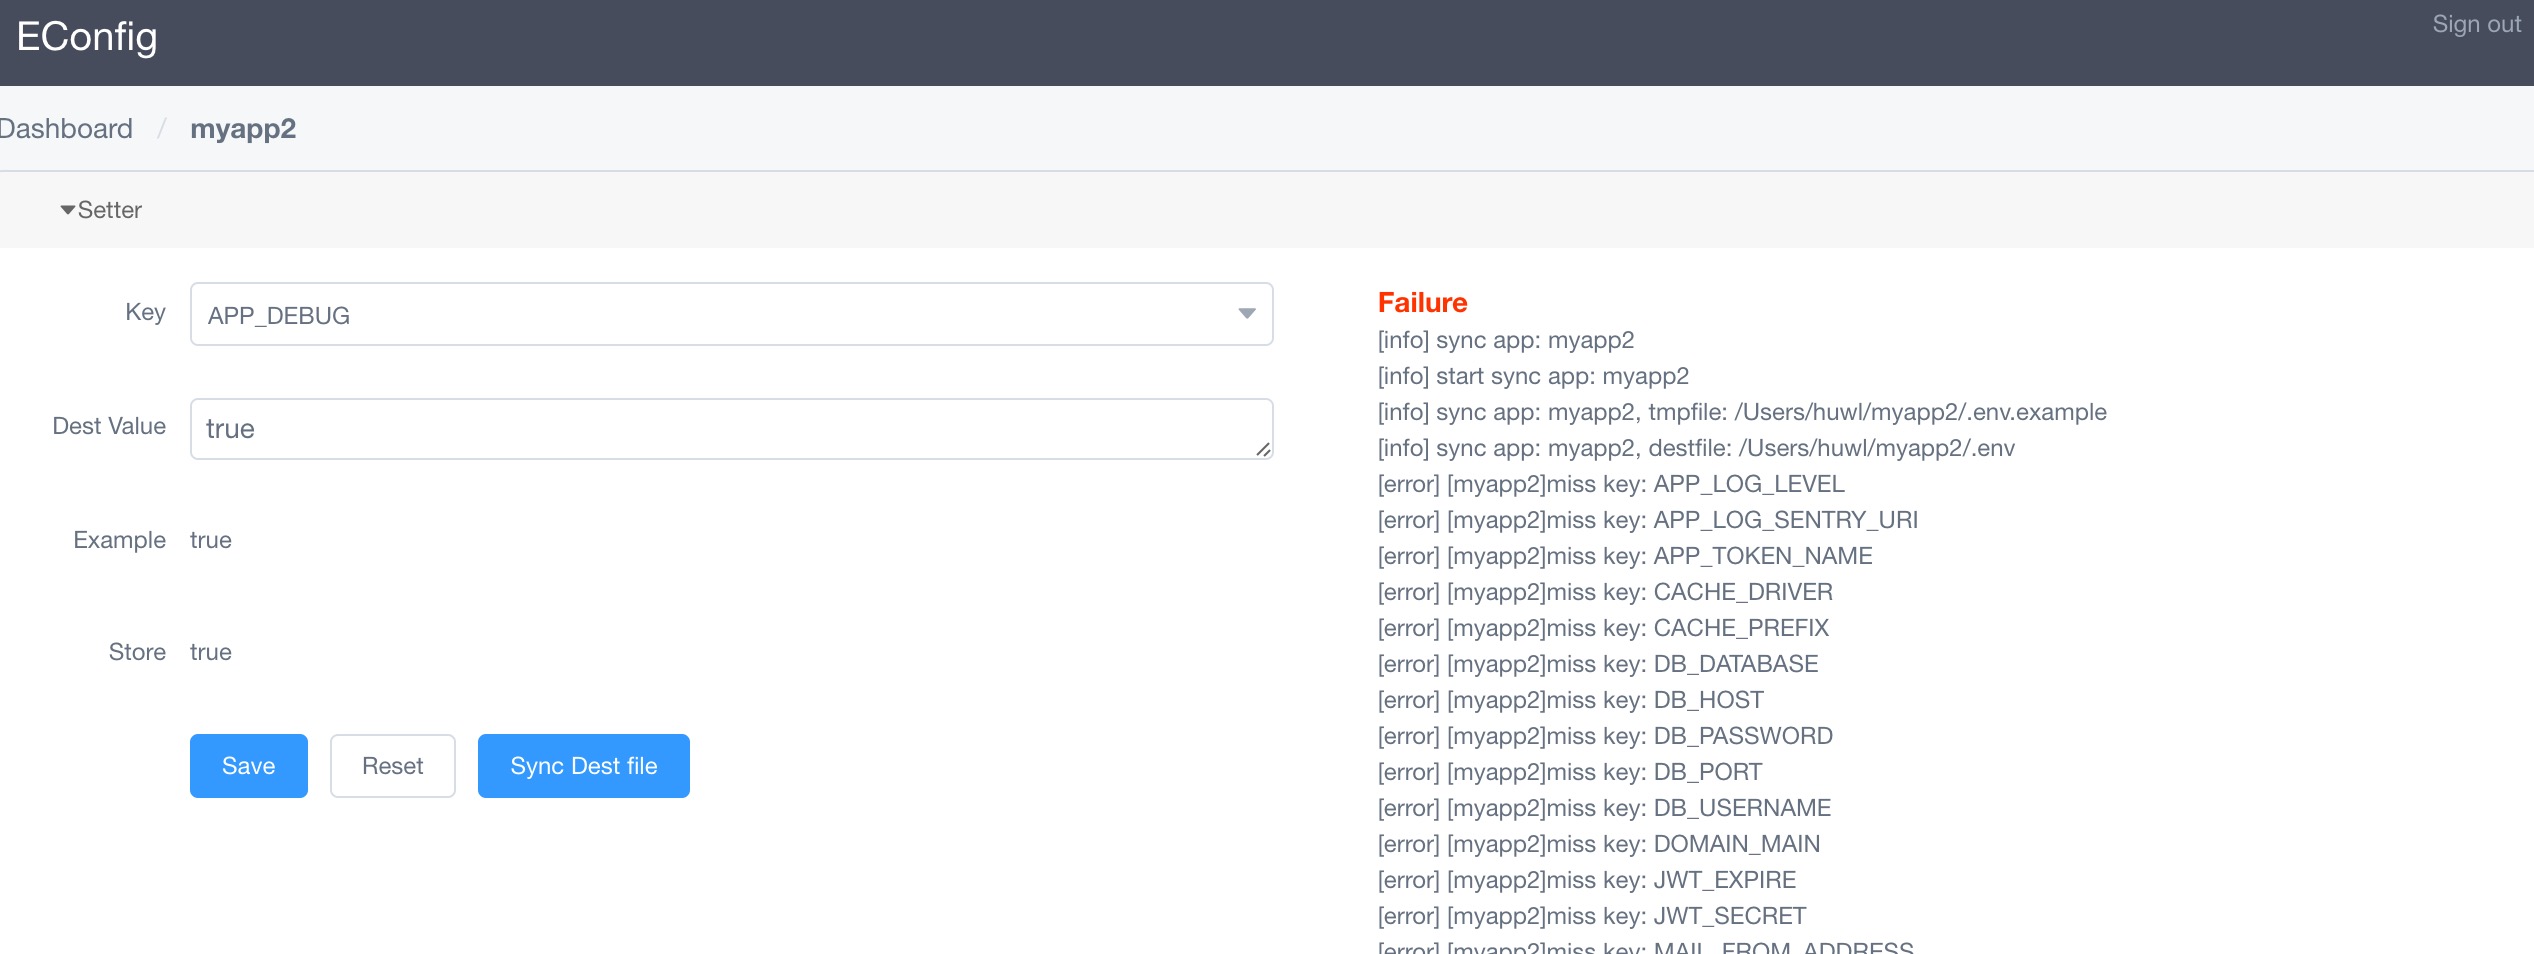 EConfig
Sign out
Dashboard / myapp2
Setter
Key
APP_DEBUG
Dest Value
true
Example
true
Store
true
Save
Reset
Sync Dest file
Failure
[info] sync app: myapp2
[info] start sync app: myapp2
[info] sync app: myapp2, tmpfile: /Users/huwl/myapp2/.env.example
[info] sync app: myapp2, destfile: /Users/huwl/myapp2/.env
[error] [myapp2]miss key: APP_LOG_LEVEL
[error] [myapp2]miss key: APP_LOG_SENTRY_URI
[error] [myapp2]miss key: APP_TOKEN_NAME
[error] [myapp2]miss key: CACHE_DRIVER
[error] [myapp2]miss key: CACHE_PREFIX
[error] [myapp2]miss key: DB_DATABASE
[error] [myapp2]miss key: DB_HOST
[error] [myapp2]miss key: DB_PASSWORD
[error] [myapp2]miss key: DB_PORT
[error] [myapp2]miss key: DB_USERNAME
[error] [myapp2]miss key: DOMAIN_MAIN
[error] [myapp2]miss key: JWT_EXPIRE
[error] [myapp2]miss key: JWT_SECRET
[error] [myapp2]miss key: MAIL_FROM_ADDRESS